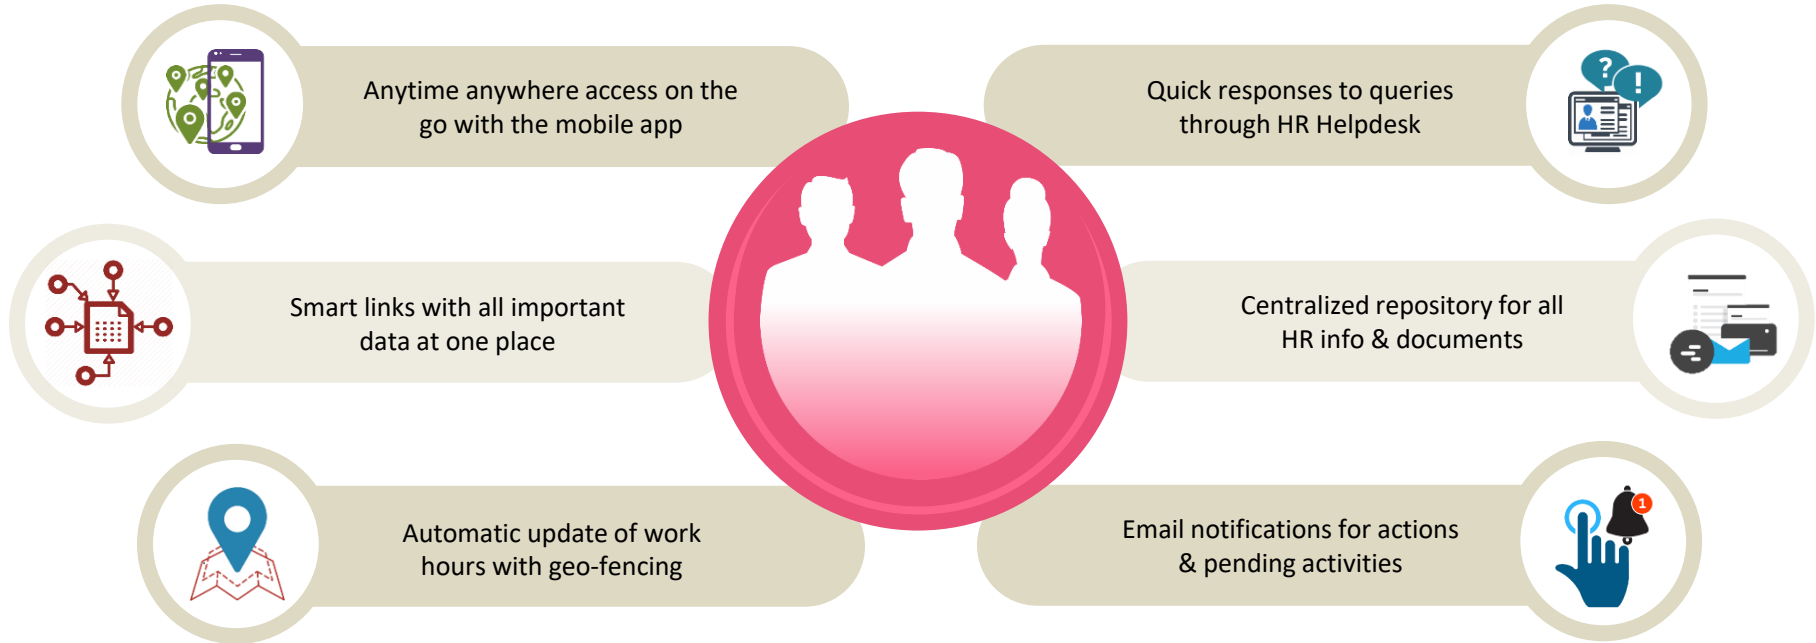 Anytime anywhere access on the
go with the mobile app
Smart links with all important
data at one place
Automatic update of work
hours with geo-fencing
Quick responses to queries
through HR Helpdesk
? !
Centralized repository for all
HR info & documents
Email notifications for actions
& pending activities
1